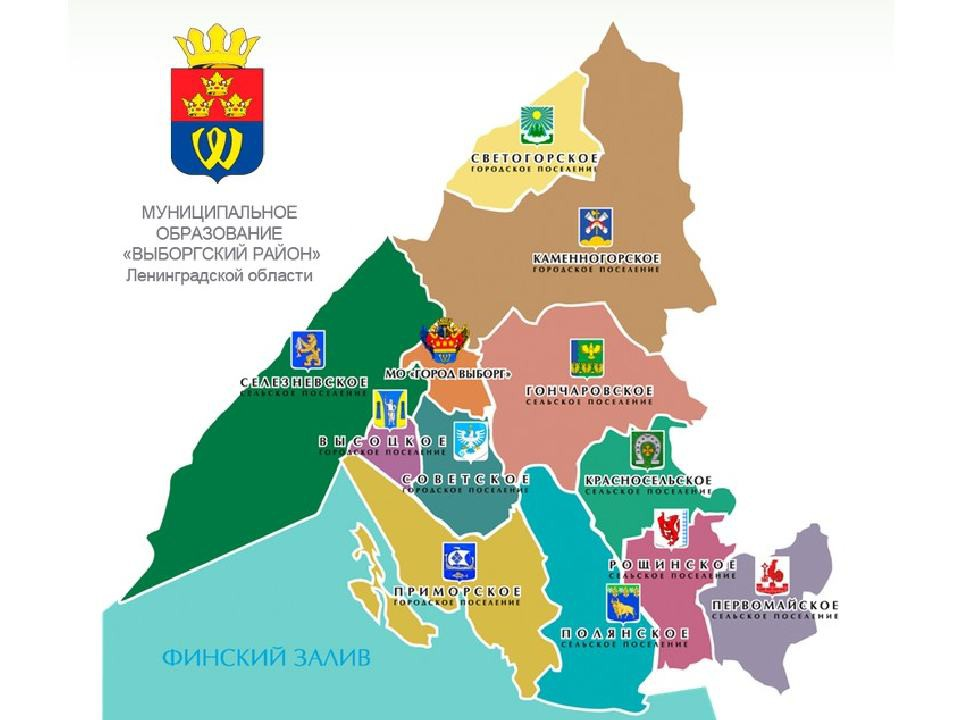 МУНИЦИПАЛЬНОЕ
ОБРАЗОВАНИЕ
«ВЫБОРГСКИЙ РАЙОН»
Ленинградской области
СВЕТОГОРСКОЕ
ГОРОДСКОЕ ПОСЕЛЕНИЕ
КАМЕННОГОРСКОЕ
ГОРОДСКОЕ ПОСЕЛЕНИЕ
СЕЛЕЗНЕВСКОЕ
СЕЛЬСКОЕ ПОСЕЛЕНИЕ
МО «ГОРОД ВЫБОРГ»
ГОНЧАРОВСКОЕ
СЕЛЬСКОЕ ПОСЕЛЕНИЕ
ВЫСОЦКОЕ
ГОРОДСКОЕ ПОСЕЛЕНИЕ
СОВЕТСКОЕ
ГОРОДСКОЕ ПОСЕЛЕНИЕ
КРАСНОСЕЛЬСКОЕ
СЕЛЬСКОЕ ПОСЕЛЕНИЕ
РОЩИНСКОЕ
СЕЛЬСКОЕ ПОСЕЛЕНИЕ
ПРИМОРСКОЕ
ГОРОДСКОЕ ПОСЕЛЕНИЕ
ПЕРВОМАЙСКОЕ
СЕЛЬСКОЕ ПОСЕЛЕНИЕ
ПОЛЯНСКОЕ
СЕЛЬСКОЕ ПОСЕЛЕНИЕ
ФИНСКИЙ ЗАЛИВ